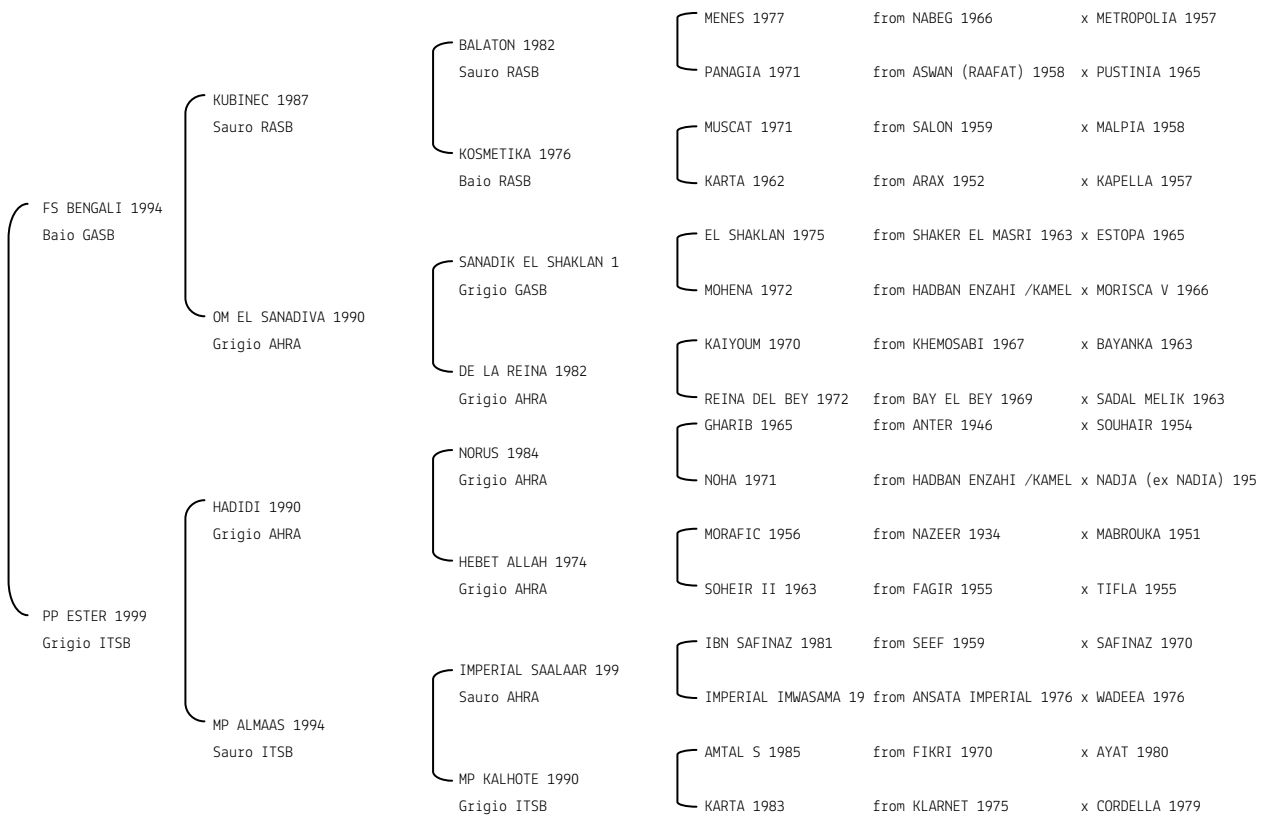 MENES 1977 from NABEG 1966 x METROPOLIA 1957
BALATON 1982
Sauro RASB
PANAGIA 1971 from ASWAN (RAAFAT) 1958 x PUSTINIA 1965
KUBINEC 1987
Sauro RASB
MUSCAT 1971 from SALON 1959 x MALPIA 1958
KOSMETIKA 1976
Baio RASB
KARTA 1962 from ARAX 1952 x KAPELLA 1957
FS BENGALI 1994
Baio GASB
EL SHAKLAN 1975 from SHAKER EL MASRI 1963 x ESTOPA 1965
SANADIK EL SHAKLAN 1
Grigio GASB
MOHENA 1972 from HADBAN ENZAHI /KAMEL x MORISCA V 1966
OM EL SANADIVA 1990
Grigio AHRA
KAIYOUM 1970 from KHEMOSABI 1967 x BAYANKA 1963
DE LA REINA 1982
Grigio AHRA
REINA DEL BEY 1972 from BAY EL BEY 1969 x SADAL MELIK 1963
GHARIB 1965 from ANTER 1946 x SOUHAIR 1954
NORUS 1984
Grigio AHRA
NOHA 1971 from HADBAN ENZAHI /KAMEL x NADJA (ex NADIA) 195
HADIDI 1990
Grigio AHRA
MORAFIC 1956 from NAZEER 1934 x MABROUKA 1951
HEBET ALLAH 1974
Grigio AHRA
SOHEIR II 1963 from FAGIR 1955 x TIFLA 1955
PP ESTER 1999
Grigio ITSB
IBN SAFINAZ 1981 from SEEF 1959 x SAFINAZ 1970
IMPERIAL SAALAAR 199
Sauro AHRA
IMPERIAL IMWASAMA 19 from ANSATA IMPERIAL 1976 x WADEEA 1976
MP ALMAAS 1994
Sauro ITSB
AMTAL S 1985 from FIKRI 1970 x AYAT 1980
MP KALHOTE 1990
Grigio ITSB
KARTA 1983 from KLARNET 1975 x CORDELLA 1979